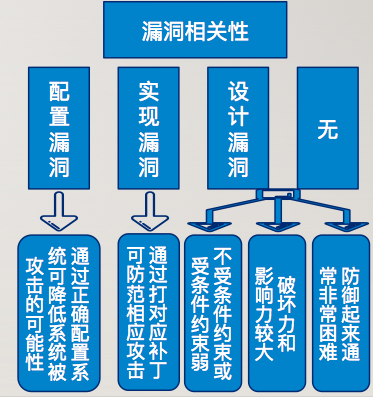 漏洞相关性
配置漏洞
实现漏洞
设计漏洞
无
通过正确配置系
统可降低系统被
攻击的可能性
通过打对应补丁
可防范相应攻击
不受条件约束或
受条件约束弱
破坏力和
影响力较大
防御起来通
常非常困难